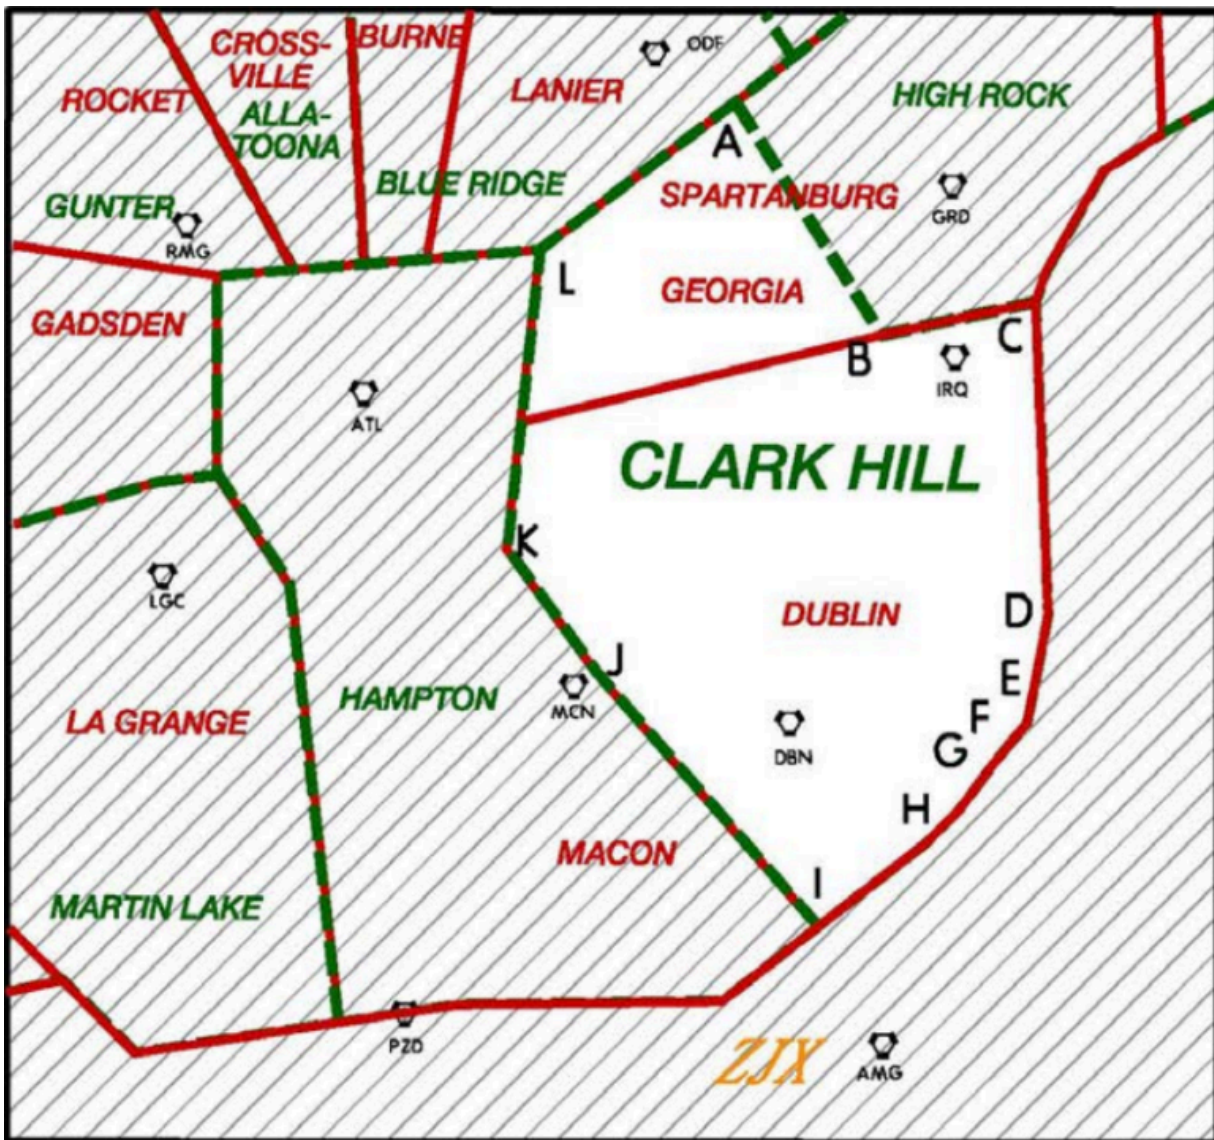 CROSS-
VILLE
BURNE
ODF
ROCKET
LANIER
HIGH ROCK
ALLA-
TOONA
A
BLUE RIDGE
SPARTANBURG
GRD
GUNTER
RMG
L
GEORGIA
GADSDEN
B
C
IRQ
ATL
CLARK HILL
K
LGC
DUBLIN
D
J
E
HAMPTON
MCN
F
LA GRANGE
G
DBN
H
MACON
I
MARTIN LAKE
PZD
ZJX
AMG